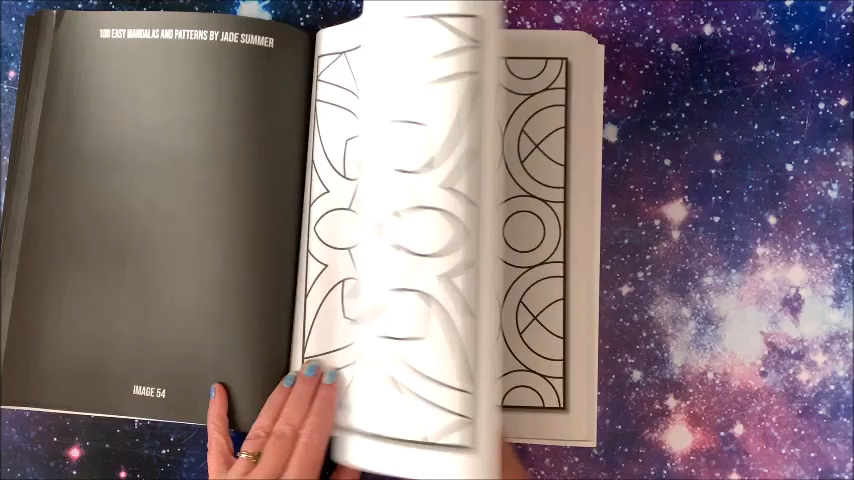 100 EASY MANDALAS AND PATTERNS BY JADE SUMMER
IMAGE 54